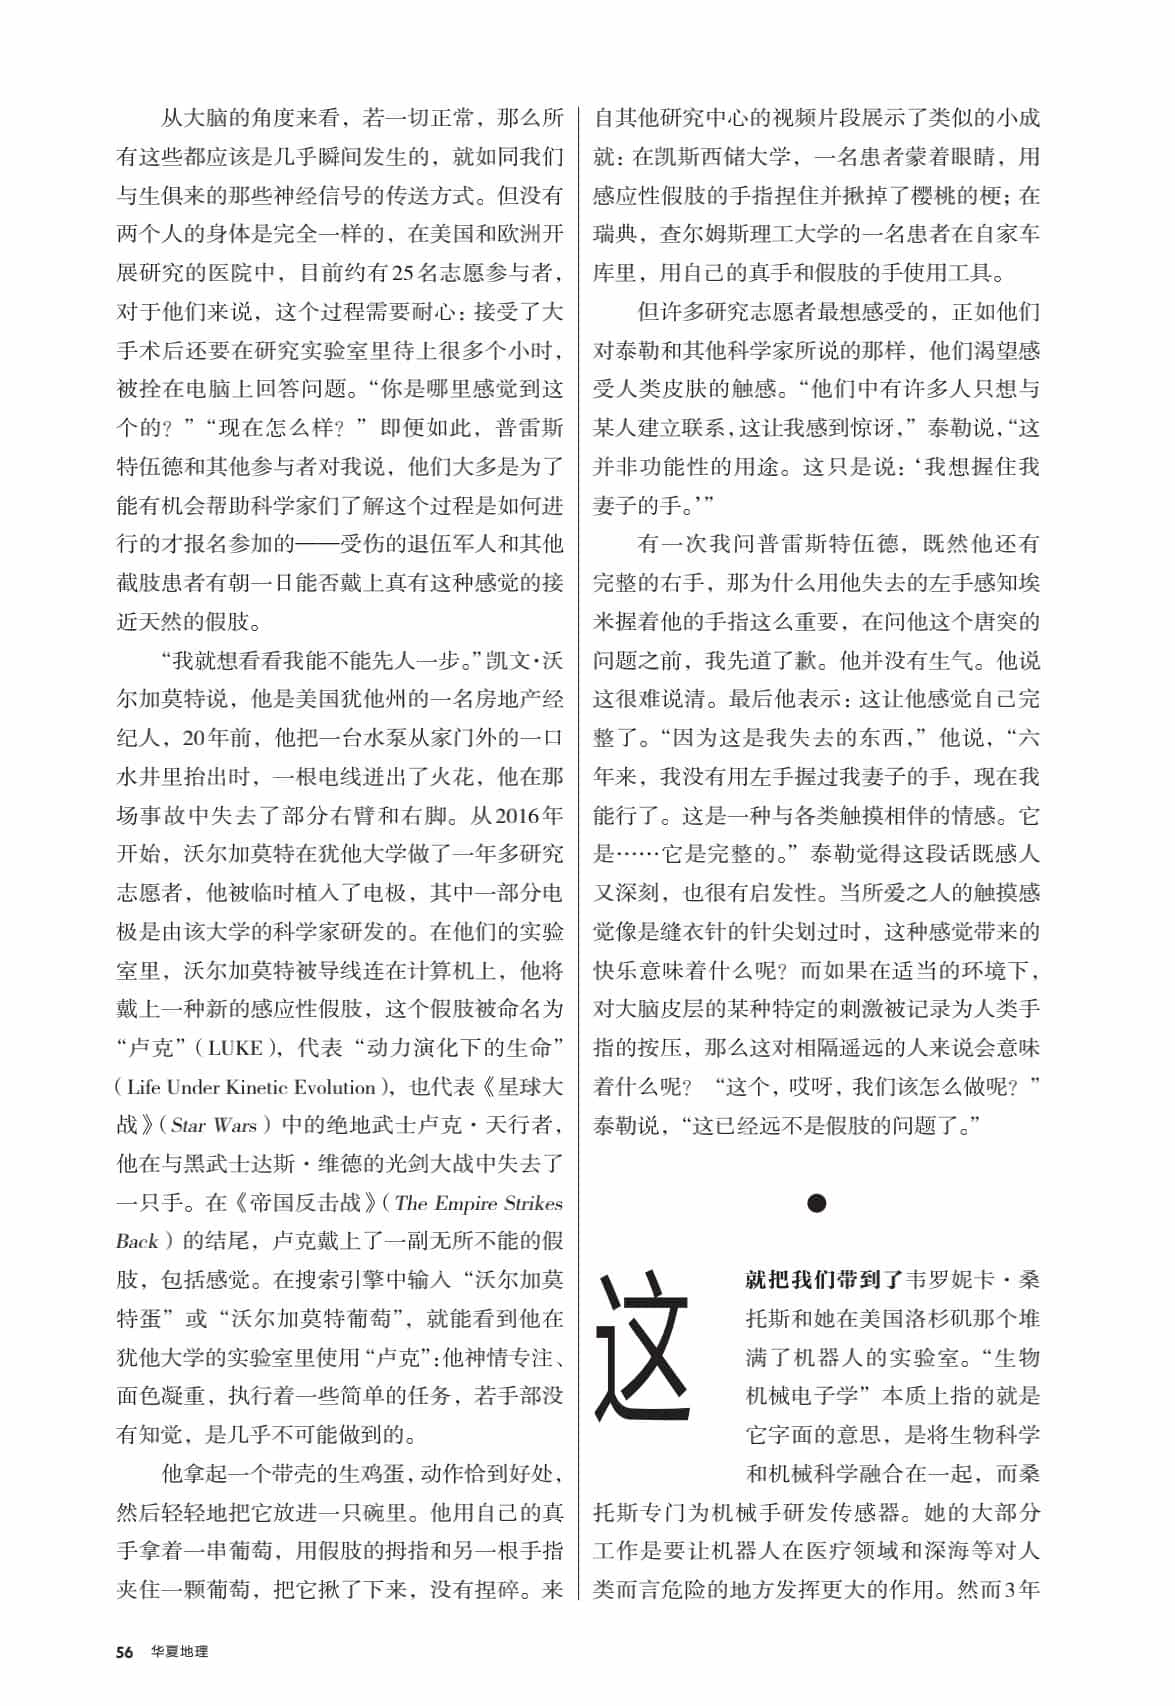 从大脑的角度来看，若一切正常，那么所
有这些都应该是几乎瞬间发生的，就如同我们
与生俱来的那些神经信号的传送方式。但没有
两个人的身体是完全一样的，在美国和欧洲开
展研究的医院中，目前约有25名志愿参与者，
对于他们来说，这个过程需要耐心：接受了大
手术后还要在研究实验室里待上很多个小时，
被拴在电脑上回答问题。“你是哪里感觉到这
个的？”“现在怎么样？”即便如此，普雷斯
特伍德和其他参与者对我说，他们大多是为了
能有机会帮助科学家们了解这个过程是如何进
行的才报名参加的——受伤的退伍军人和其他
截肢患者有朝一日能否戴上真有这种感觉的接
近天然的假肢。
“我就想看看我能不能先人一步。”凯文·沃
尔加莫特说，他是美国犹他州的一名房地产经
纪人，20年前，他把一台水泵从家门外的一口
水井里抬出时，一根电线迸出了火花，他在那
场事故中失去了部分右臂和右脚。从2016年
开始，沃尔加莫特在犹他大学做了一年多研究
志愿者，他被临时植入了电极，其中一部分电
极是由该大学的科学家研发的。在他们的实验
室里，沃尔加莫特被导线连在计算机上，他将
戴上一种新的感应性假肢，这个假肢被命名为
“卢克”（LUKE），代表“动力演化下的生命”
（Life Under Kinetic Evolution），也代表《星球大
战》（Star Wars）中的绝地武士卢克·天行者，
他在与黑武士达斯·维德的光剑大战中失去了
一只手。在《帝国反击战》（The Empire Strikes
Back）的结尾，卢克戴上了一副无所不能的假
肢，包括感觉。在搜索引擎中输入“沃尔加莫
特蛋”或“沃尔加莫特葡萄”，就能看到他在
犹他大学的实验室里使用“卢克”：他神情专注、
面色凝重，执行着一些简单的任务，若手部没
有知觉，是几乎不可能做到的。
他拿起一个带壳的生鸡蛋，动作恰到好处，
然后轻轻地把它放进一只碗里。他用自己的真
手拿着一串葡萄，用假肢的拇指和另一根手指
夹住一颗葡萄，把它揪了下来，没有捏碎。来
自其他研究中心的视频片段展示了类似的小成
就：在凯斯西储大学，一名患者蒙着眼睛，用
感应性假肢的手指捏住并揪掉了樱桃的梗；在
瑞典，查尔姆斯理工大学的一名患者在自家车
库里，用自己的真手和假肢的手使用工具。
但许多研究志愿者最想感受的，正如他们
对泰勒和其他科学家所说的那样，他们渴望感
受人类皮肤的触感。“他们中有许多人只想与
某人建立联系，这让我感到惊讶，”泰勒说，“这
并非功能性的用途。这只是说：‘我想握住我
妻子的手。’”
有一次我问普雷斯特伍德，既然他还有
完整的右手，那为什么用他失去的左手感知埃
米握着他的手指这么重要，在问他这个唐突的
问题之前，我先道了歉。他并没有生气。他说
这很难说清。最后他表示：这让他感觉自己完
整了。“因为这是我失去的东西，”他说，“六
年来，我没有用左手握过我妻子的手，现在我
能行了。这是一种与各类触摸相伴的情感。它
是……它是完整的。”泰勒觉得这段话既感人
又深刻，也很有启发性。当所爱之人的触摸感
觉像是缝衣针的针尖划过时，这种感觉带来的
快乐意味着什么呢？而如果在适当的环境下，
对大脑皮层的某种特定的刺激被记录为人类手
指的按压，那么这对相隔遥远的人来说会意味
着什么呢？“这个，哎呀，我们该怎么做呢？”
泰勒说，“这已经远不是假肢的问题了。”
●
这就把我们带到了韦罗妮卡·桑
托斯和她在美国洛杉矶那个堆
满了机器人的实验室。“生物
机械电子学”本质上指的就是
它字面的意思，是将生物科学
和机械科学融合在一起，而桑
托斯专门为机械手研发传感器。她的大部分
工作是要让机器人在医疗领域和深海等对人
类而言危险的地方发挥更大的作用。然而3年
56 华夏地理